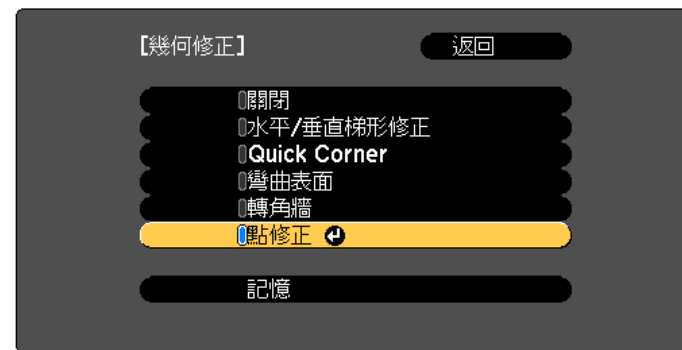 【幾何修正】 返回
關閉
水平/垂直梯形修正
Quick Corner
彎曲表面
轉角牆
點修正
記憶